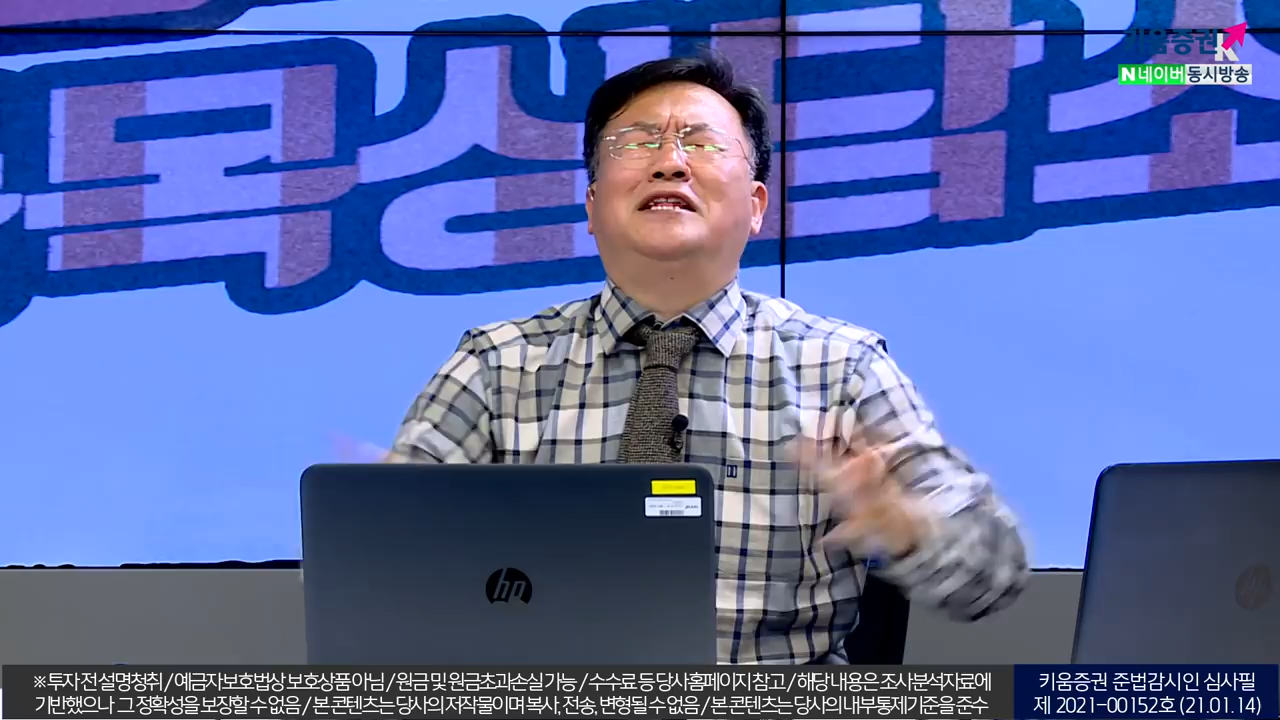 키움증권
N 네이버 동시방송
hp
※ 투자 전 설명청취 / 예금자보호법상 보호상품 아님 / 원금 및 원금초과손실 가능 / 수수료 등 당사홈페이지 참고 / 해당 내용은 조사분석자료에
기반했으나 그 정확성을 보장할 수 없음 / 본 콘텐츠는 당사의 저작물이며 복사, 전송, 변형될 수 없음 / 본 콘텐츠는 당사의 내부통제기준을 준수
키움증권 준법감시인 심사필
제 2021-00152호 (21.01.14)